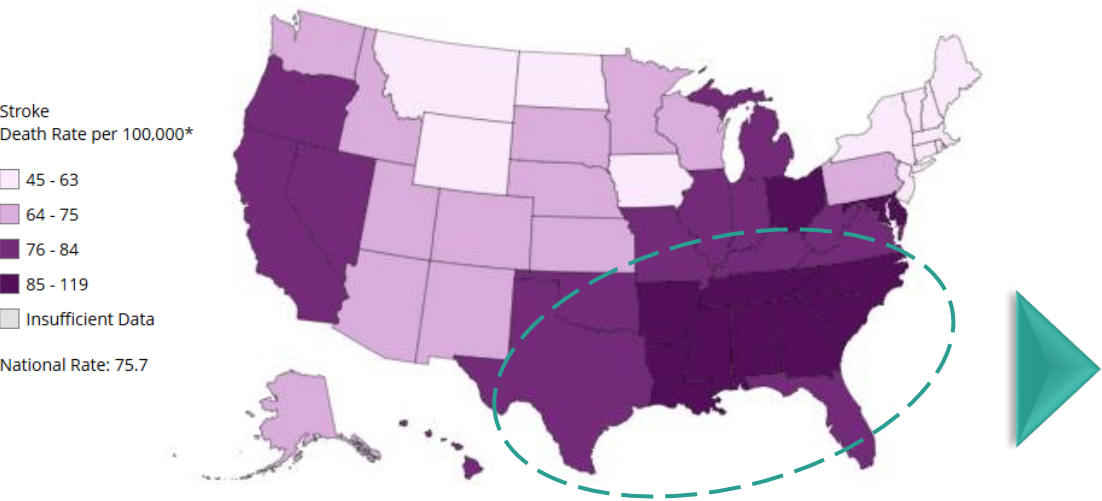 Stroke
Death Rate per 100,000*
45 - 63
64 - 75
76 - 84
85 - 119
Insufficient Data
National Rate: 75.7